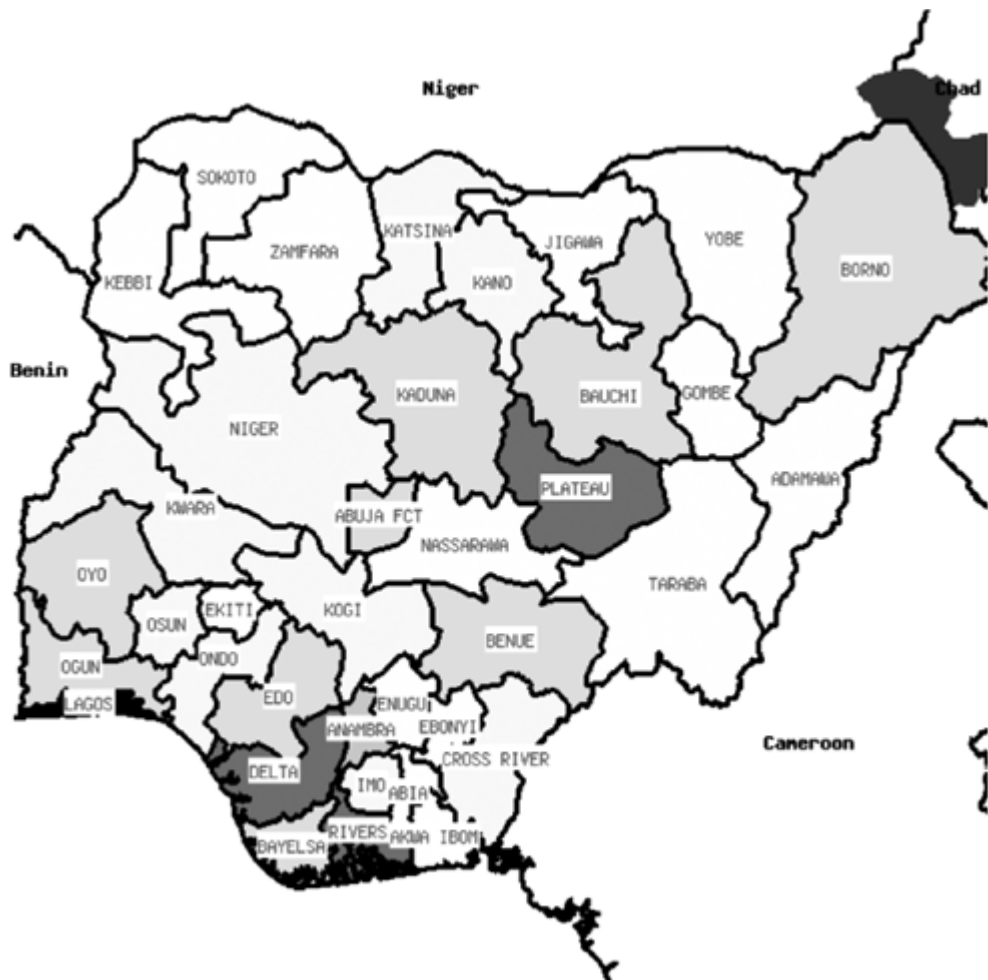 Niger
Chad
SOKOTO
KATSINA
JIGAWA
YOBE
ZAMFARA
BORNO
KEBBI
KANO
Benin
KADUNA
BAUCHI
GOMBE
NIGER
ADAMAWA
PLATEAU
KWARA
ABUJA FCT
NASSARAWA
OYO
TARABA
EKITI
KOGI
OSUN
BENUE
ONDO
OGUN
EDO
LAGOS
ENUGU
ANAMBRA
EBONYI
Cameroon
CROSS RIVER
DELTA
IMO
ABIA
RIVERS
AKWA IBOM
BAYELSA